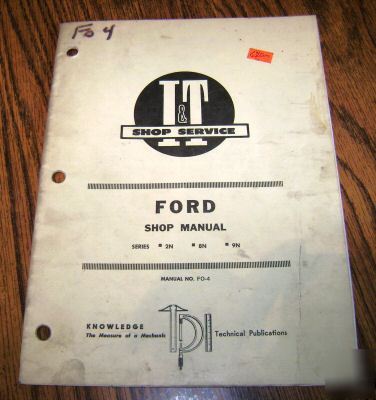 Fo 4
I&T
SHOP SERVICE
FORD
SHOP MANUAL
SERIES ■ 2N ■ 8N ■ 9N
MANUAL NO. FO-4
KNOWLEDGE
The Measure of a Mechanic
TPI
Technical Publications